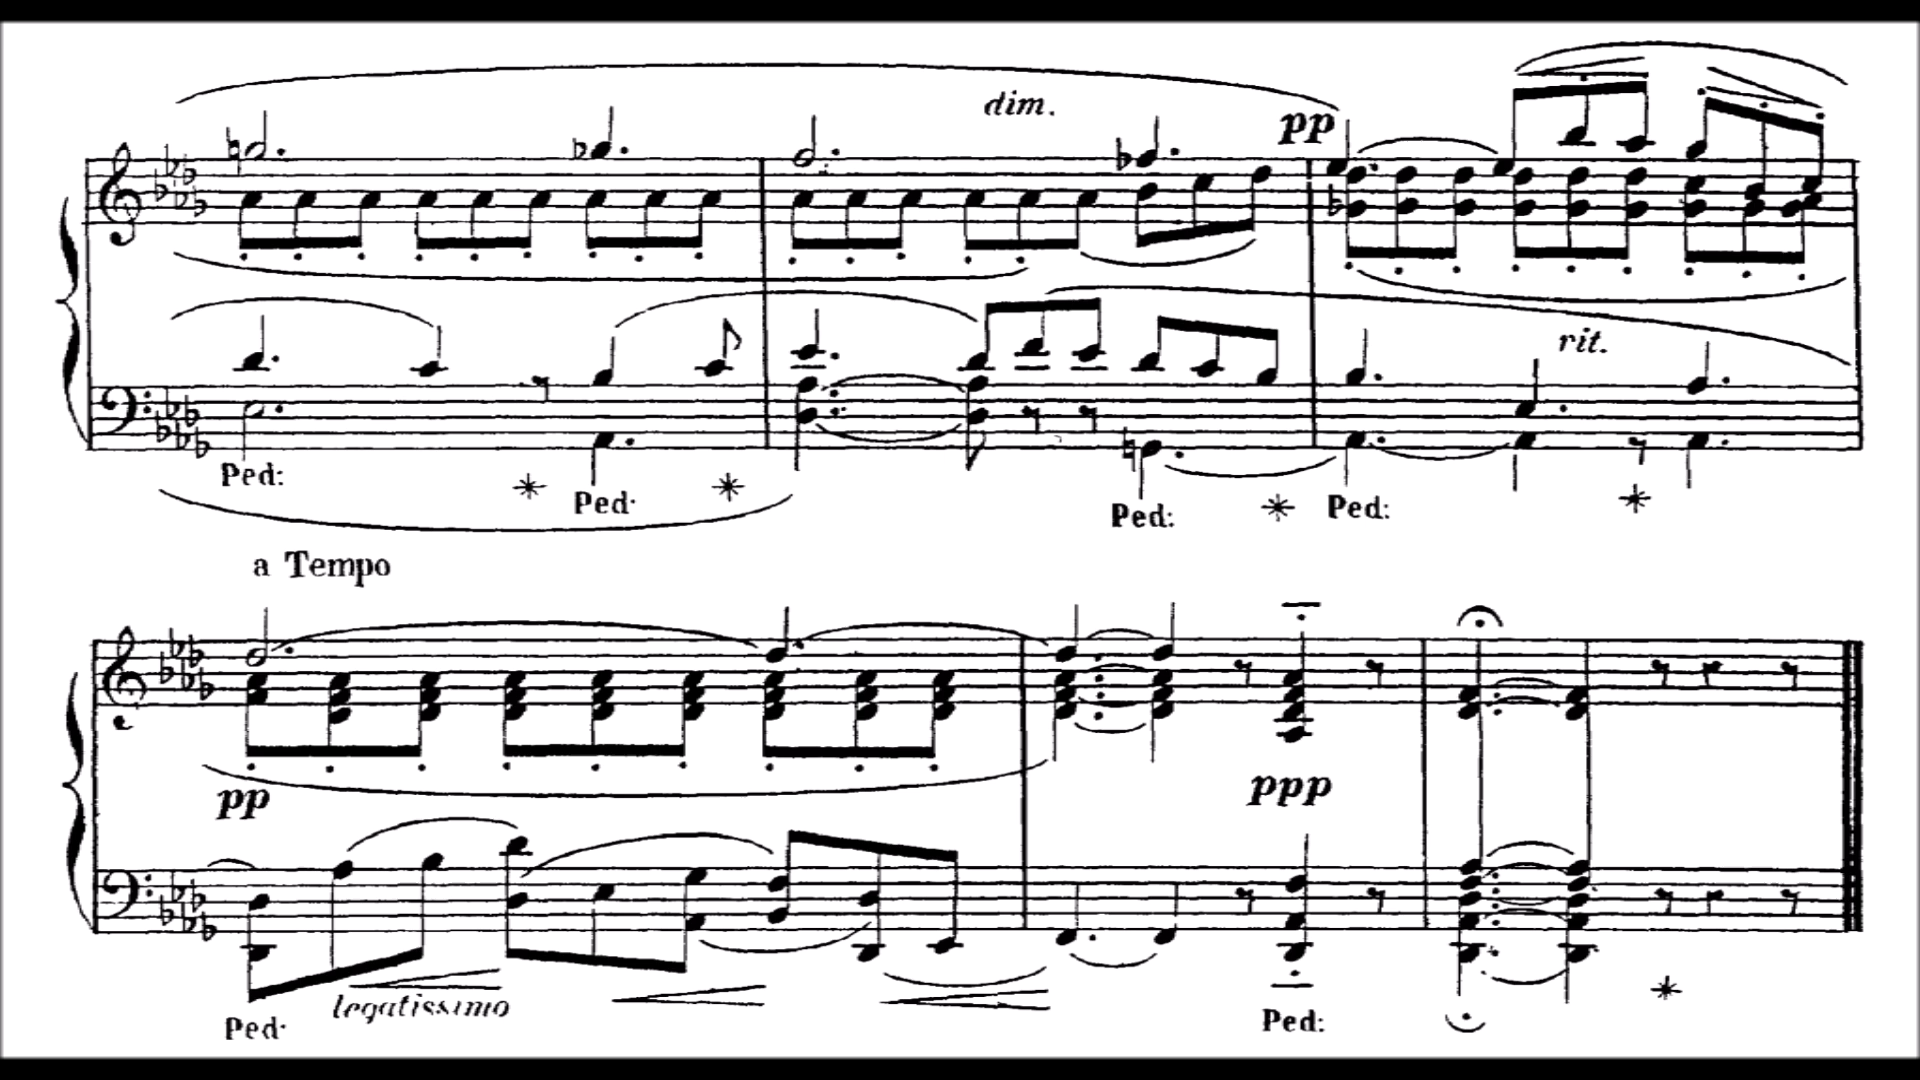 dim.
pp
rit.
Ped:
Ped:
Ped:
Ped:
a Tempo
pp
ppp
legatissimo
Ped:
Ped: